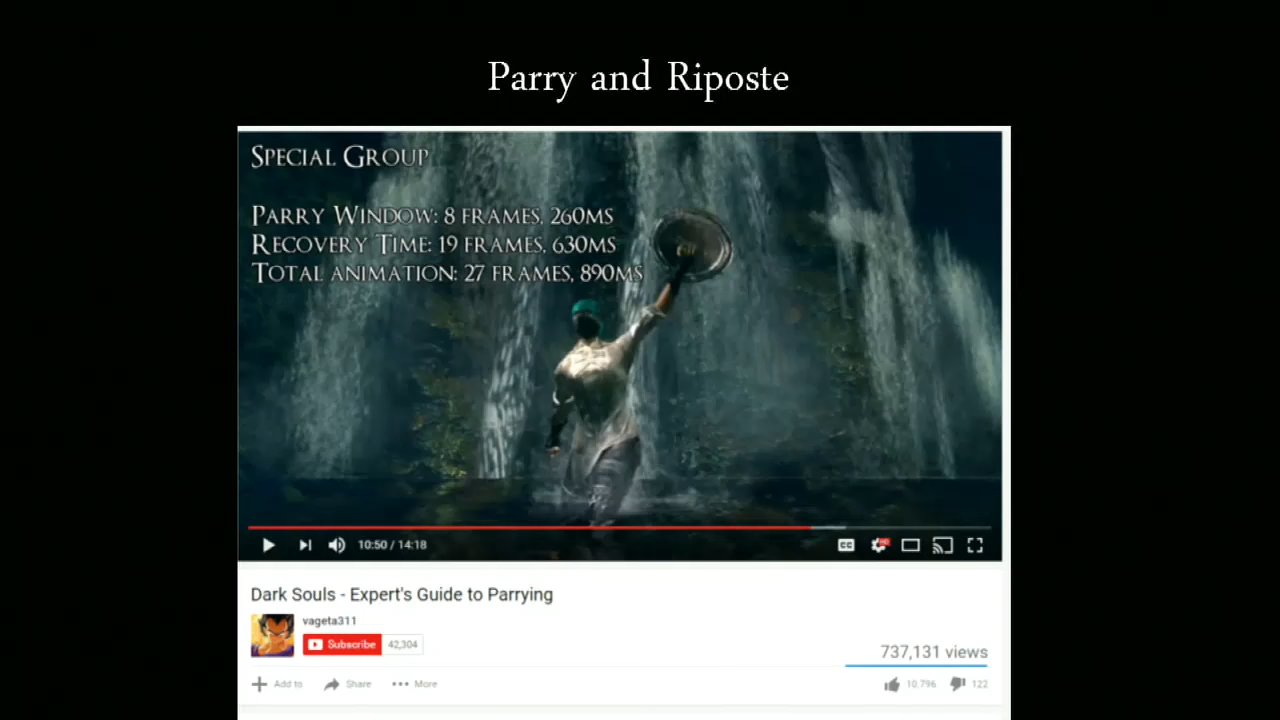 Parry and Riposte
Special Group
Parry Window: 8 frames, 260ms
Recovery Time: 19 frames, 630ms
Total animation: 27 frames, 890ms
10:50 / 14:18
CC
HD
Dark Souls - Expert's Guide to Parrying
vageta311
Subscribe 42,304
737,131 views
Add to Share More
10,796 122